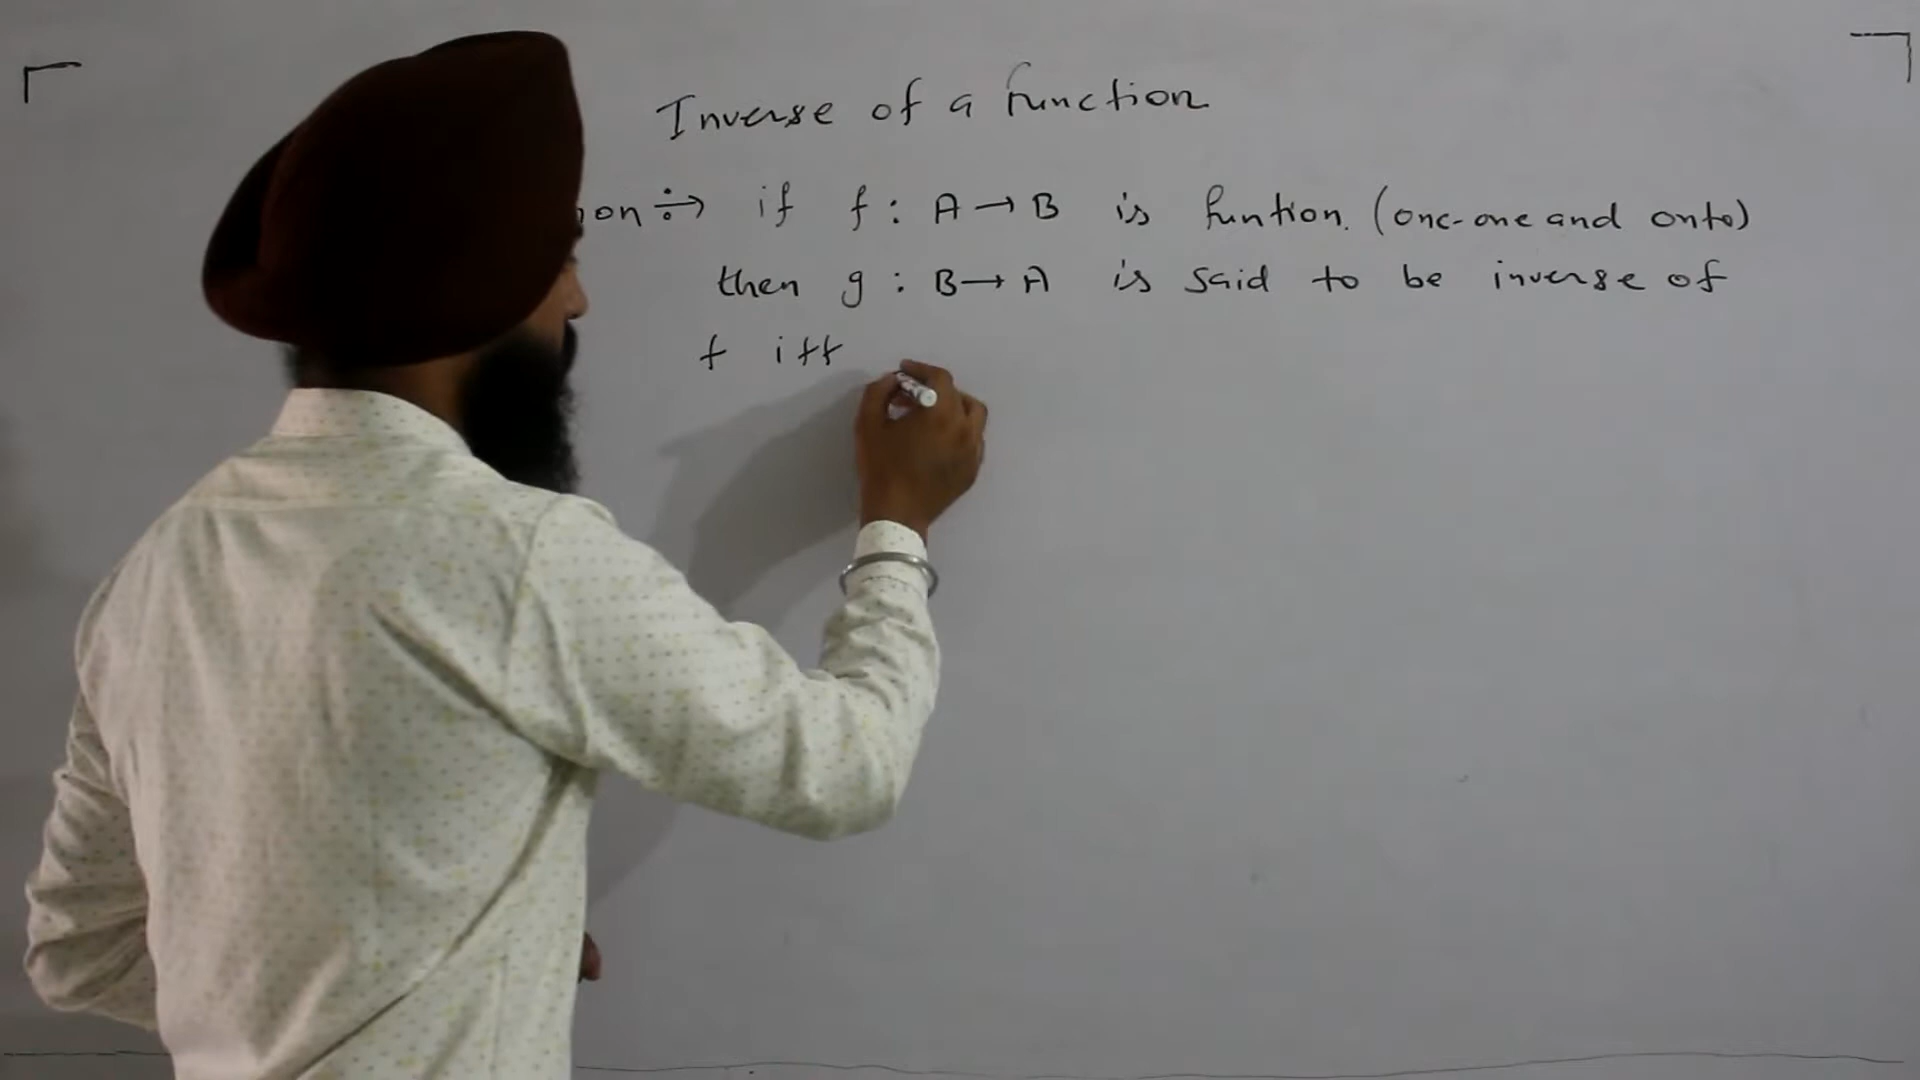 Inverse of a function
on ÷→ if f : A → B is funtion. (one-one and onto)
then g : B → A is said to be inverse of
f iff